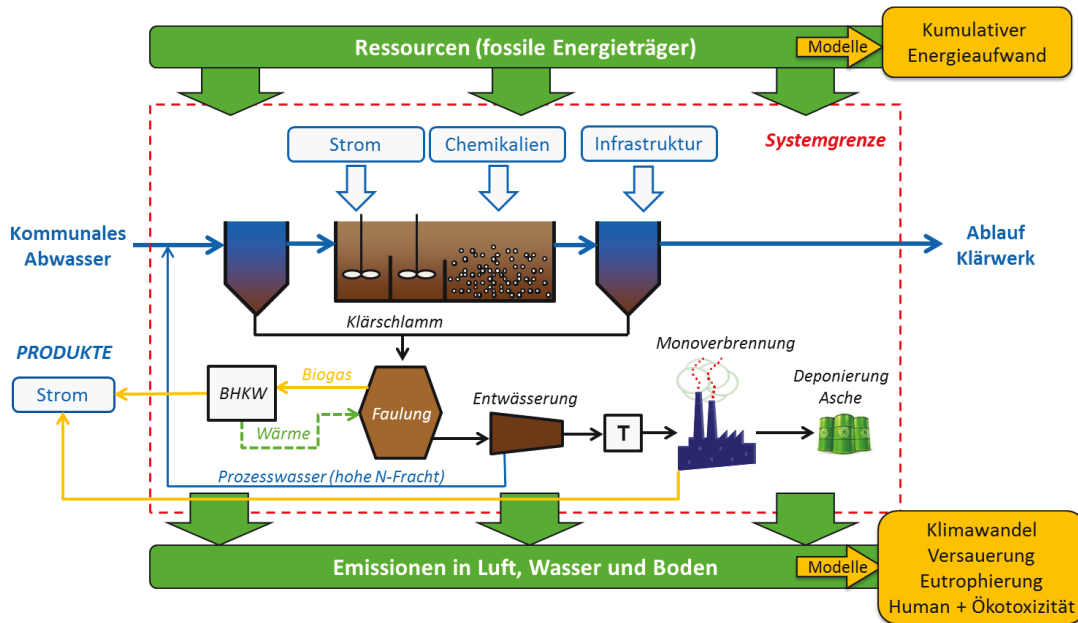 Ressourcen (fossile Energieträger)
Modelle
Kumulativer
Energieaufwand
Systemgrenze
Strom
Chemikalien
Infrastruktur
Kommunales
Abwasser
Ablauf
Klärwerk
Klärschlamm
PRODUKTE
Strom
BHKW
Biogas
Wärme
Faulung
Entwässerung
T
Monoverbrennung
Deponierung
Asche
Prozesswasser (hohe N-Fracht)
Emissionen in Luft, Wasser und Boden
Modelle
Klimawandel
Versauerung
Eutrophierung
Human + Ökotoxizität